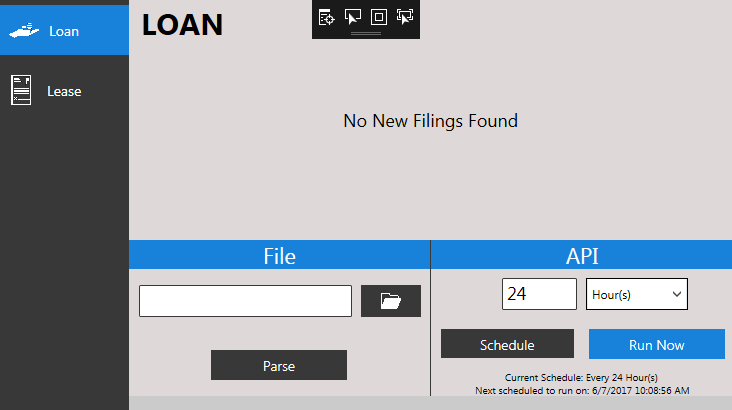 Loan
LOAN
Lease
No New Filings Found
File
API
24
Hour(s)
Schedule
Run Now
Parse
Current Schedule: Every 24 Hour(s)
Next scheduled to run on: 6/7/2017 10:08:56 AM